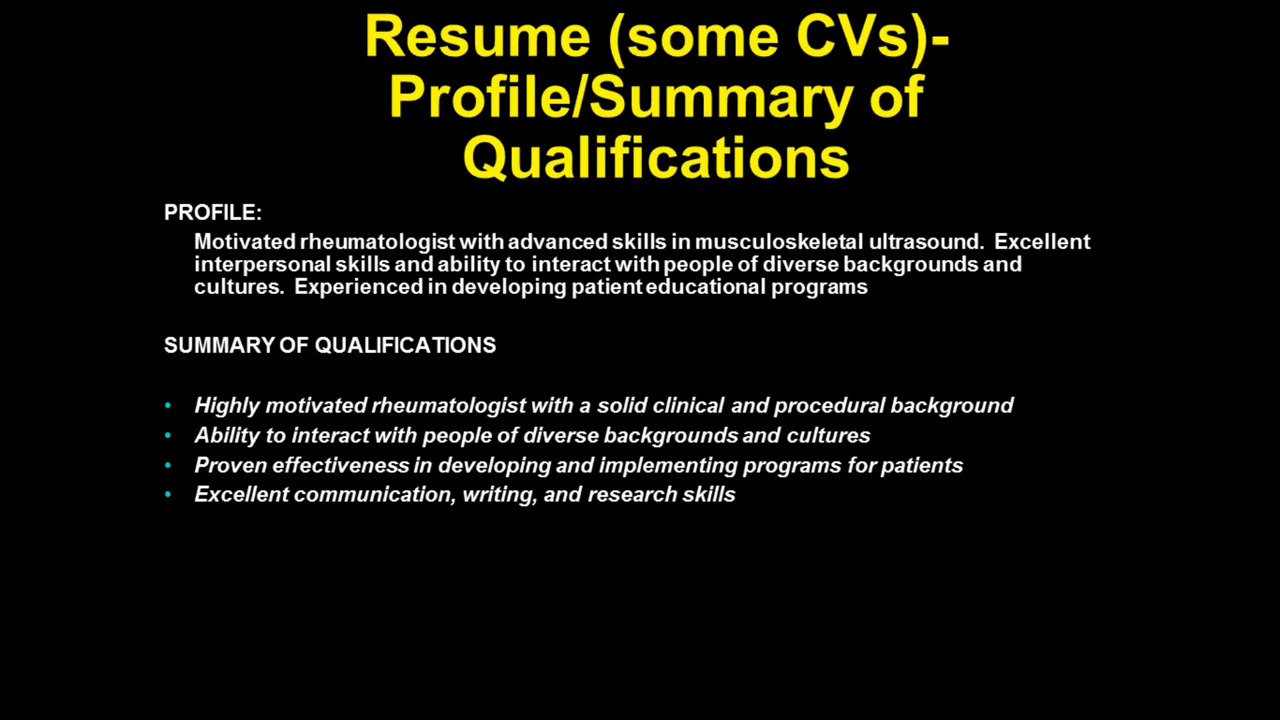 Resume (some CVs)-
Profile/Summary of
Qualifications
PROFILE:
Motivated rheumatologist with advanced skills in musculoskeletal ultrasound.  Excellent
interpersonal skills and ability to interact with people of diverse backgrounds and
cultures.  Experienced in developing patient educational programs
SUMMARY OF QUALIFICATIONS
• Highly motivated rheumatologist with a solid clinical and procedural background
• Ability to interact with people of diverse backgrounds and cultures
• Proven effectiveness in developing and implementing programs for patients
• Excellent communication, writing, and research skills